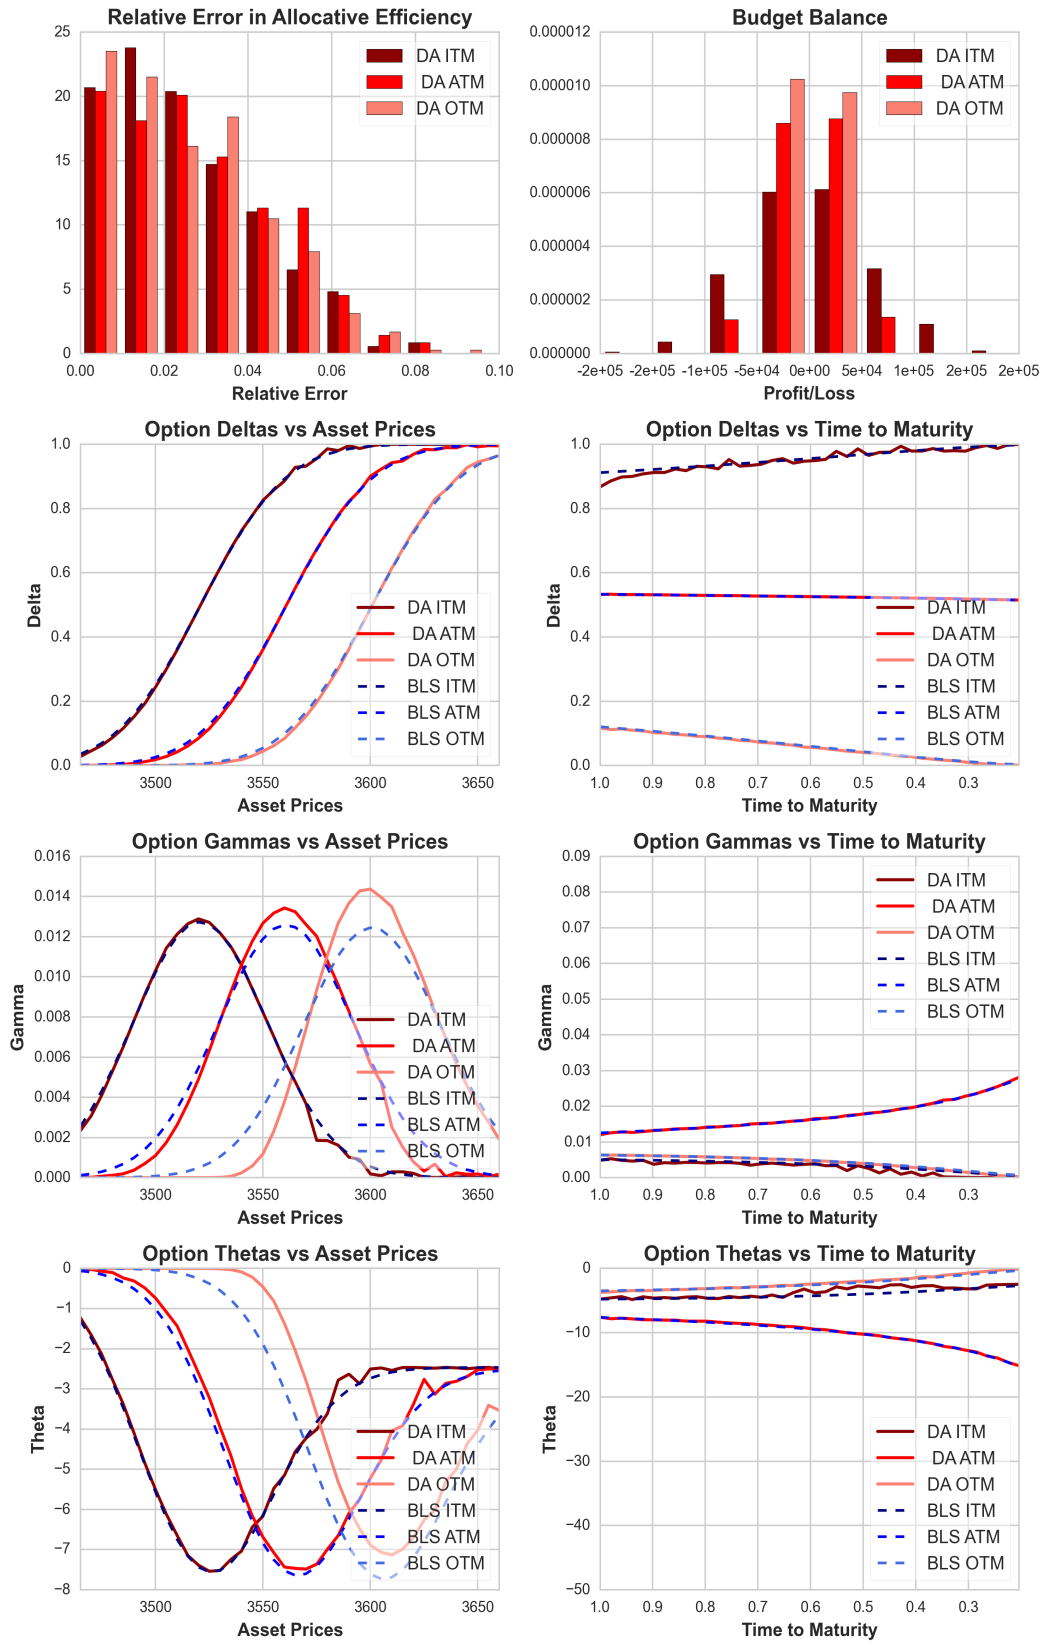 Relative Error in Allocative Efficiency
25
20
15
10
5
0
0.00 0.02 0.04 0.06 0.08 0.10
Relative Error
DA ITM
DA ATM
DA OTM
Budget Balance
0.000012
0.000010
0.000008
0.000006
0.000004
0.000002
0.000000
-2e+05 -2e+05 -1e+05 -5e+04 0e+00 5e+04 1e+05 2e+05 2e+05
Profit/Loss
DA ITM
DA ATM
DA OTM
Option Deltas vs Asset Prices
Delta
1.0
0.8
0.6
0.4
0.2
0.0
3500 3550 3600 3650
Asset Prices
DA ITM
DA ATM
DA OTM
BLS ITM
BLS ATM
BLS OTM
Option Deltas vs Time to Maturity
Delta
1.0
0.8
0.6
0.4
0.2
0.0
1.0 0.9 0.8 0.7 0.6 0.5 0.4 0.3
Time to Maturity
DA ITM
DA ATM
DA OTM
BLS ITM
BLS ATM
BLS OTM
Option Gammas vs Asset Prices
Gamma
0.016
0.014
0.012
0.010
0.008
0.006
0.004
0.002
0.000
3500 3550 3600 3650
Asset Prices
DA ITM
DA ATM
DA OTM
BLS ITM
BLS ATM
BLS OTM
Option Gammas vs Time to Maturity
Gamma
0.09
0.08
0.07
0.06
0.05
0.04
0.03
0.02
0.01
0.00
1.0 0.9 0.8 0.7 0.6 0.5 0.4 0.3
Time to Maturity
DA ITM
DA ATM
DA OTM
BLS ITM
BLS ATM
BLS OTM
Option Thetas vs Asset Prices
Theta
0
−1
−2
−3
−4
−5
−6
−7
−8
3500 3550 3600 3650
Asset Prices
DA ITM
DA ATM
DA OTM
BLS ITM
BLS ATM
BLS OTM
Option Thetas vs Time to Maturity
Theta
0
−10
−20
−30
−40
−50
1.0 0.9 0.8 0.7 0.6 0.5 0.4 0.3
Time to Maturity
DA ITM
DA ATM
DA OTM
BLS ITM
BLS ATM
BLS OTM